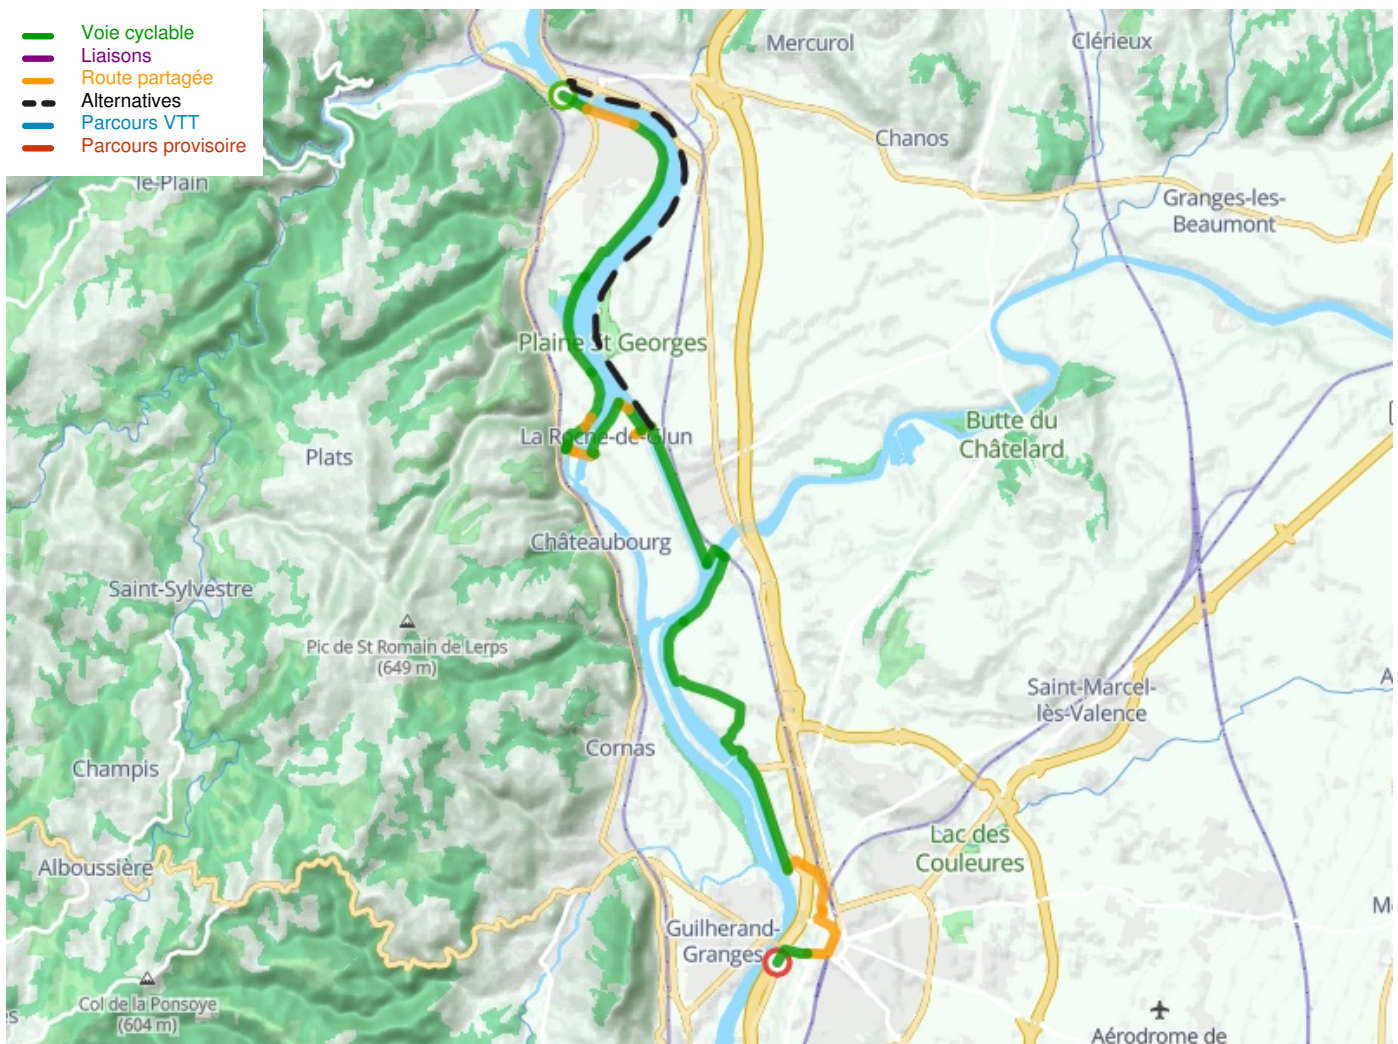 Voie cyclable
Liaisons
Route partagée
Alternatives
Parcours VTT
Parcours provisoire
Mercurol
Clérieux
Chanos
le-Plain
Granges-les-
Beaumont
Plaine St Georges
La Roche-de-Glun
Butte du
Châtelard
Plats
Châteaubourg
Saint-Sylvestre
Pic de St Romain de Lerps
(649 m)
Saint-Marcel-
lès-Valence
A
Cornas
Champis
Lac des
Couleures
Alboussière
Guilherand-
Granges
Col de la Ponsoye
(604 m)
Aérodrome de